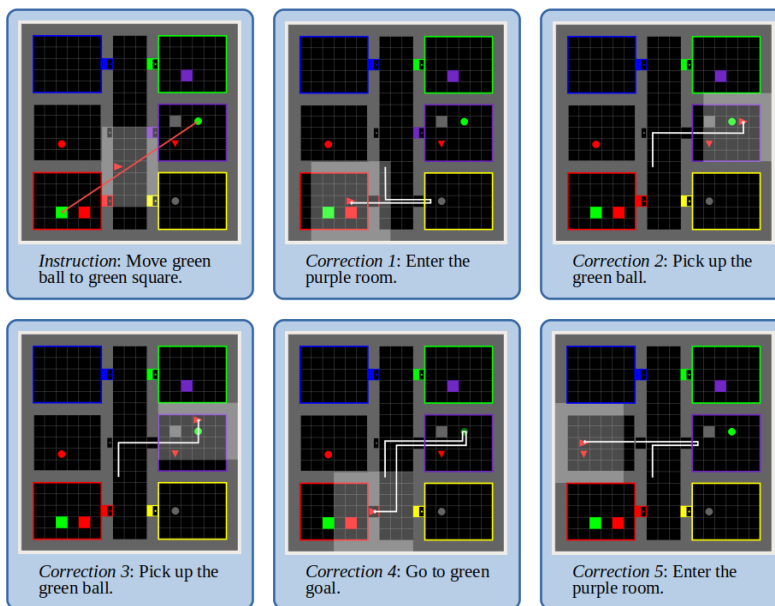 Instruction: Move green
ball to green square.
Correction 1: Enter the
purple room.
Correction 2: Pick up the
green ball.
Correction 3: Pick up the
green ball.
Correction 4: Go to green
goal.
Correction 5: Enter the
purple room.